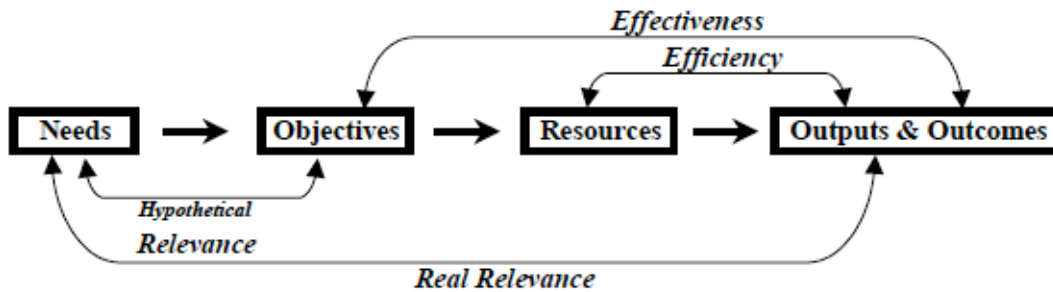 Effectiveness
Efficiency
Needs Objectives Resources Outputs & Outcomes
Hypothetical
Relevance
Real Relevance